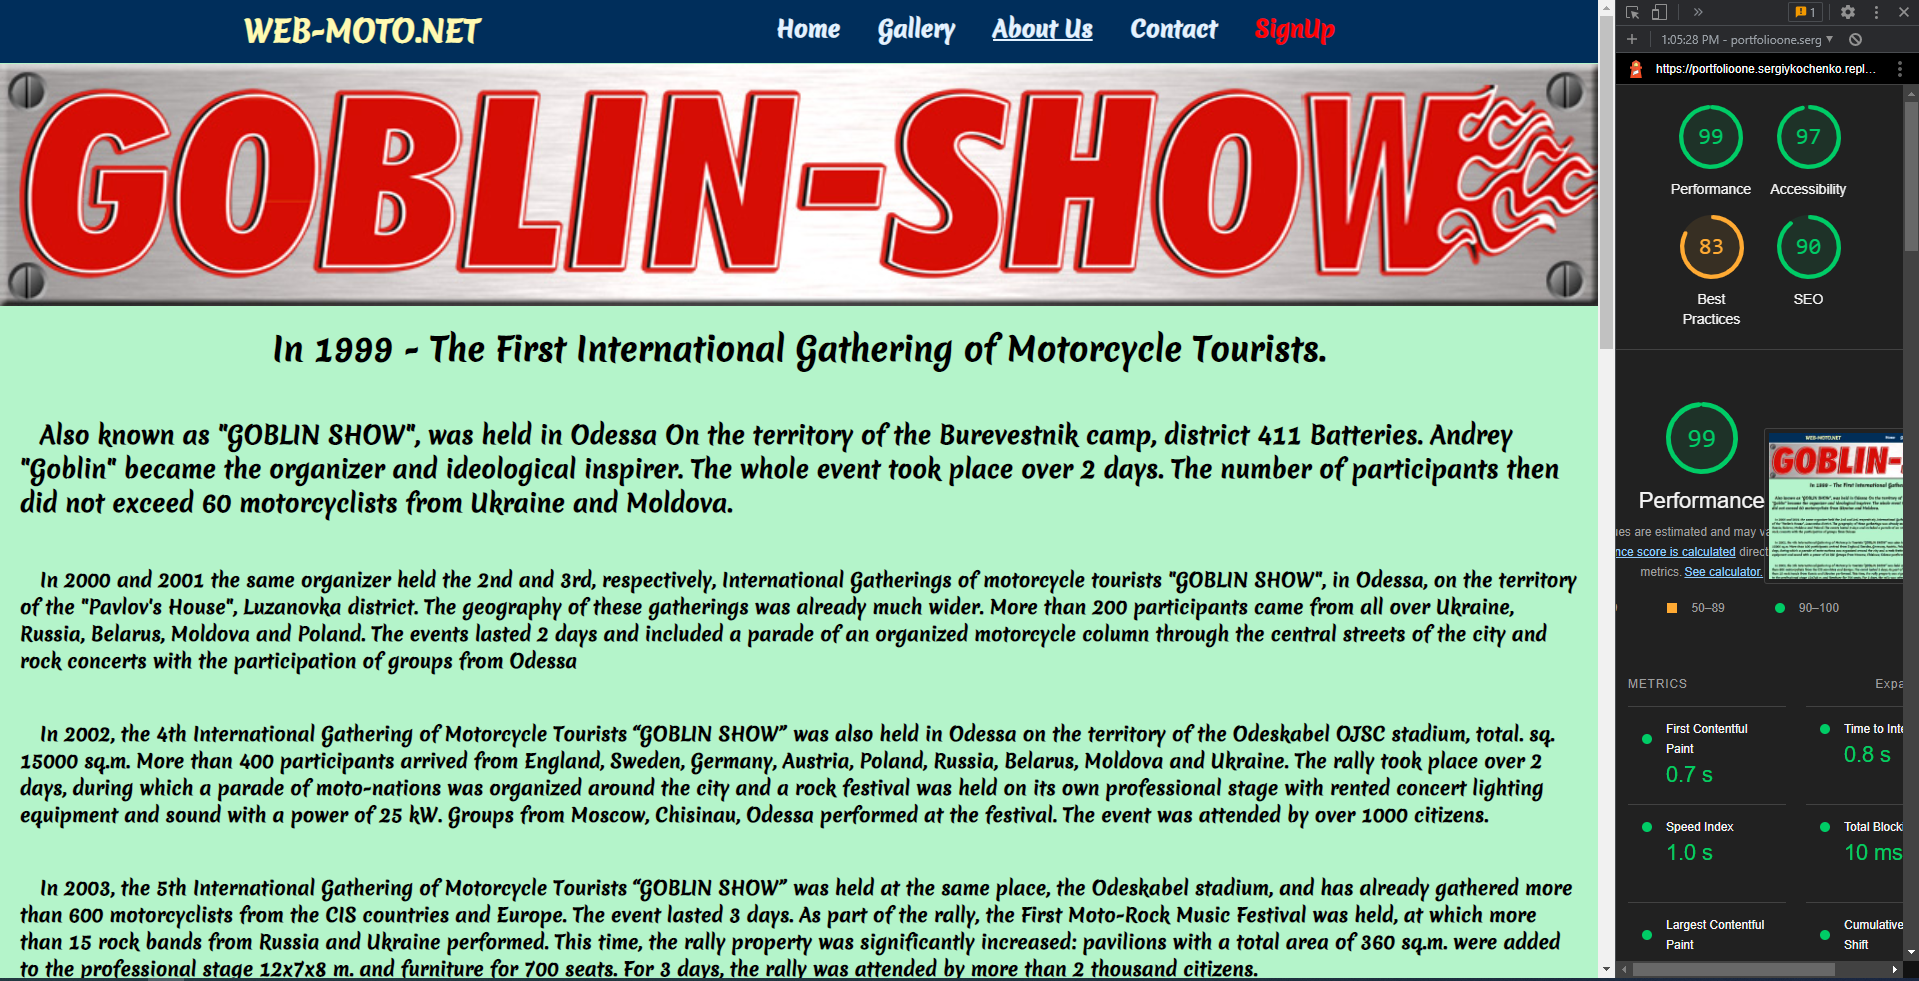 WEB-MOTO.NET
Home Gallery About Us Contact SignUp
GOBLIN-SHOW
In 1999 - The First International Gathering of Motorcycle Tourists.
Also known as "GOBLIN SHOW", was held in Odessa On the territory of the Burevestnik camp, district 411 Batteries. Andrey
"Goblin" became the organizer and ideological inspirer. The whole event took place over 2 days. The number of participants then
did not exceed 60 motorcyclists from Ukraine and Moldova.
In 2000 and 2001 the same organizer held the 2nd and 3rd, respectively, International Gatherings of motorcycle tourists "GOBLIN SHOW", in Odessa, on the territory
of the "Pavlov's House", Luzanovka district. The geography of these gatherings was already much wider. More than 200 participants came from all over Ukraine,
Russia, Belarus, Moldova and Poland. The events lasted 2 days and included a parade of an organized motorcycle column through the central streets of the city and
rock concerts with the participation of groups from Odessa
In 2002, the 4th International Gathering of Motorcycle Tourists “GOBLIN SHOW” was also held in Odessa on the territory of the Odeskabel OJSC stadium, total. sq.
15000 sq.m. More than 400 participants arrived from England, Sweden, Germany, Austria, Poland, Russia, Belarus, Moldova and Ukraine. The rally took place over 2
days, during which a parade of moto-nations was organized around the city and a rock festival was held on its own professional stage with rented concert lighting
equipment and sound with a power of 25 kW. Groups from Moscow, Chisinau, Odessa performed at the festival. The event was attended by over 1000 citizens.
In 2003, the 5th International Gathering of Motorcycle Tourists “GOBLIN SHOW” was held at the same place, the Odeskabel stadium, and has already gathered more
than 600 motorcyclists from the CIS countries and Europe. The event lasted 3 days. As part of the rally, the First Moto-Rock Music Festival was held, at which more
than 15 rock bands from Russia and Ukraine performed. This time, the rally property was significantly increased: pavilions with a total area of 360 sq.m. were added
to the professional stage 12x7x8 m. and furniture for 700 seats. For 3 days, the rally was attended by more than 2 thousand citizens.
1
1:05:28 PM - portfolioone.serg
https://portfolioone.sergiykochenko.repl...
99 97
Performance Accessibility
83 90
Best SEO
Practices
99
Performance
ues are estimated and may va
nce score is calculated direct
metrics. See calculator.
50–89 90–100
METRICS Expa
First Contentful
Paint
0.7 s
Time to Inte
0.8 s
Speed Index
1.0 s
Total Block
10 ms
Largest Contentful
Paint
Cumulative
Shift